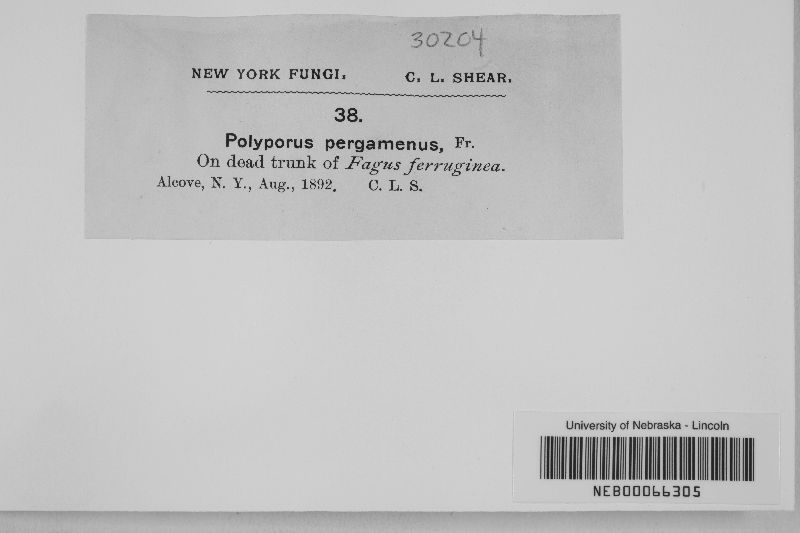 30204
NEW YORK FUNGI. C. L. SHEAR.
38.
Polyporus pergamenus, Fr.
On dead trunk of Fagus ferruginea.
Alcove, N. Y., Aug., 1892. C. L. S.
University of Nebraska - Lincoln
NEB00066305